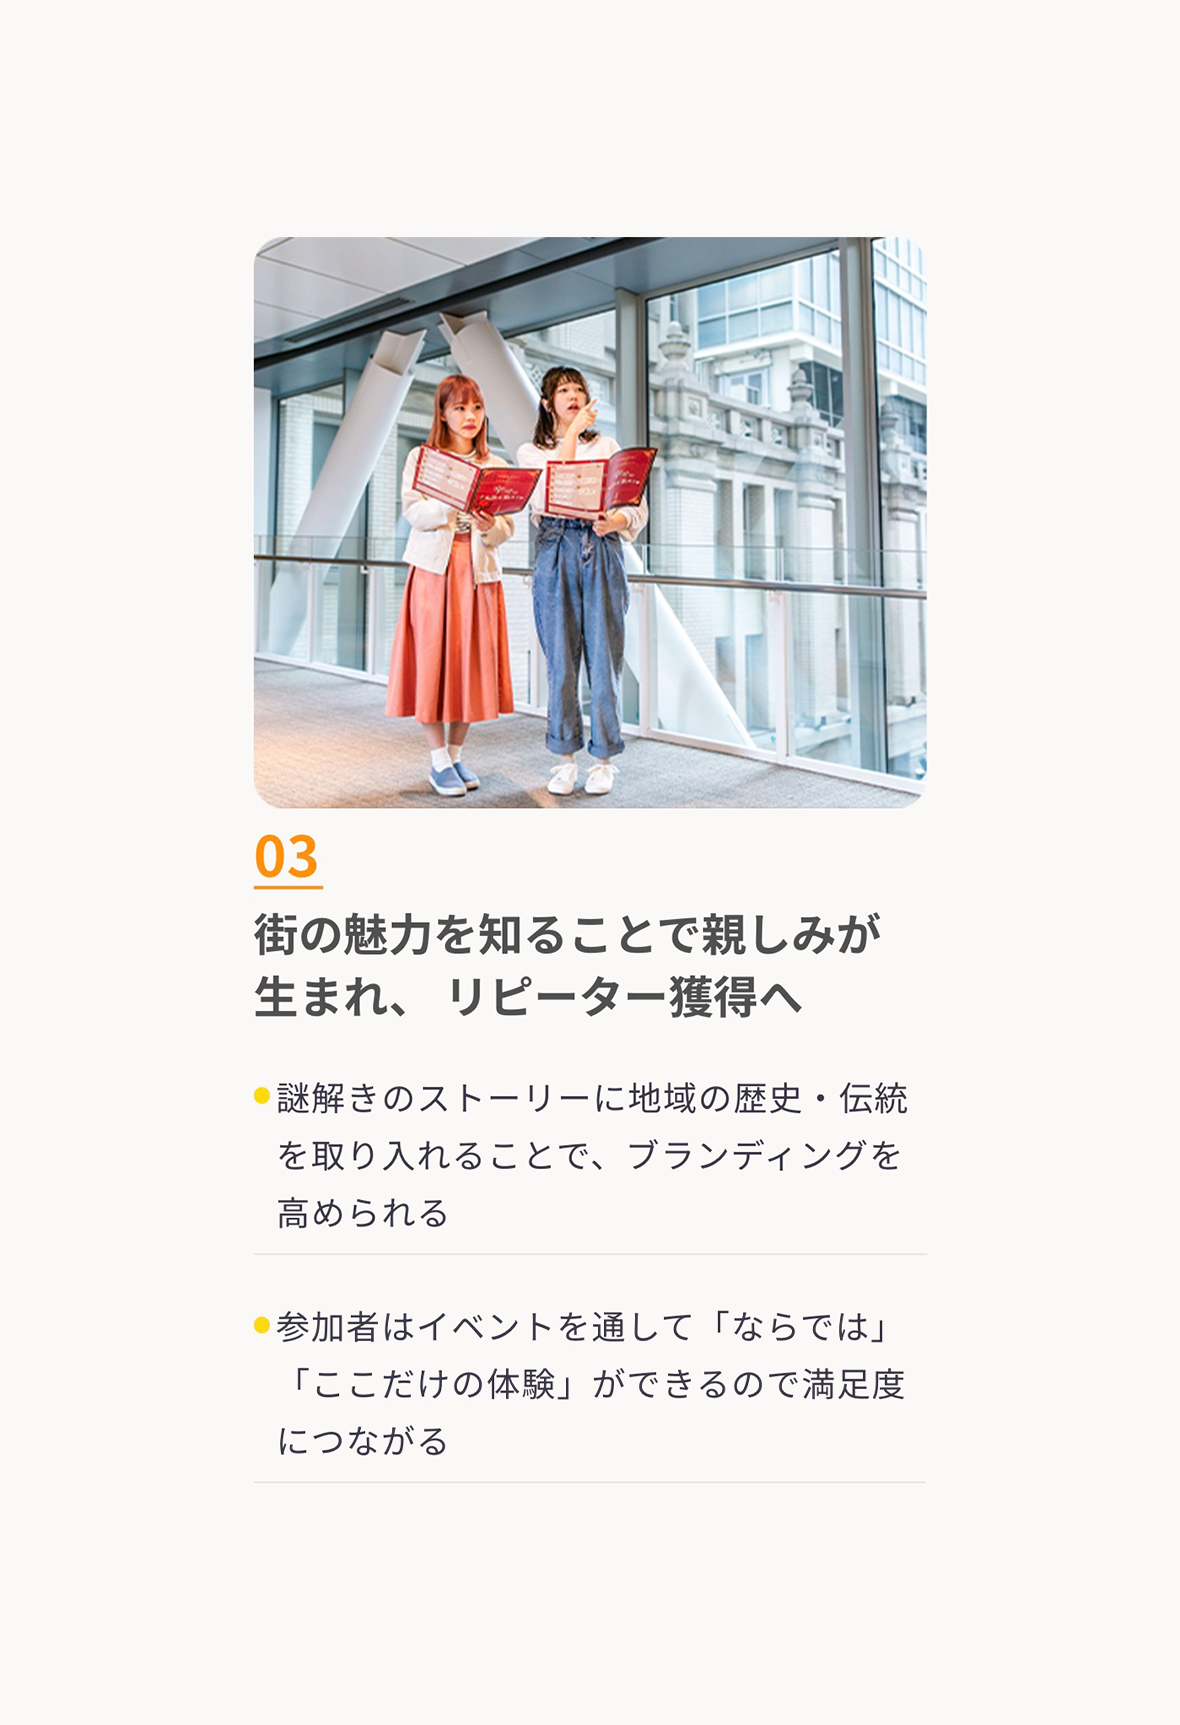 03
街の魅力を知ることで親しみが
生まれ、 リピーター獲得へ
謎解きのストーリーに地域の歴史・伝統
を取り入れることで、ブランディングを
高められる
参加者はイベントを通して「ならでは」
「ここだけの体験」ができるので満足度
につながる